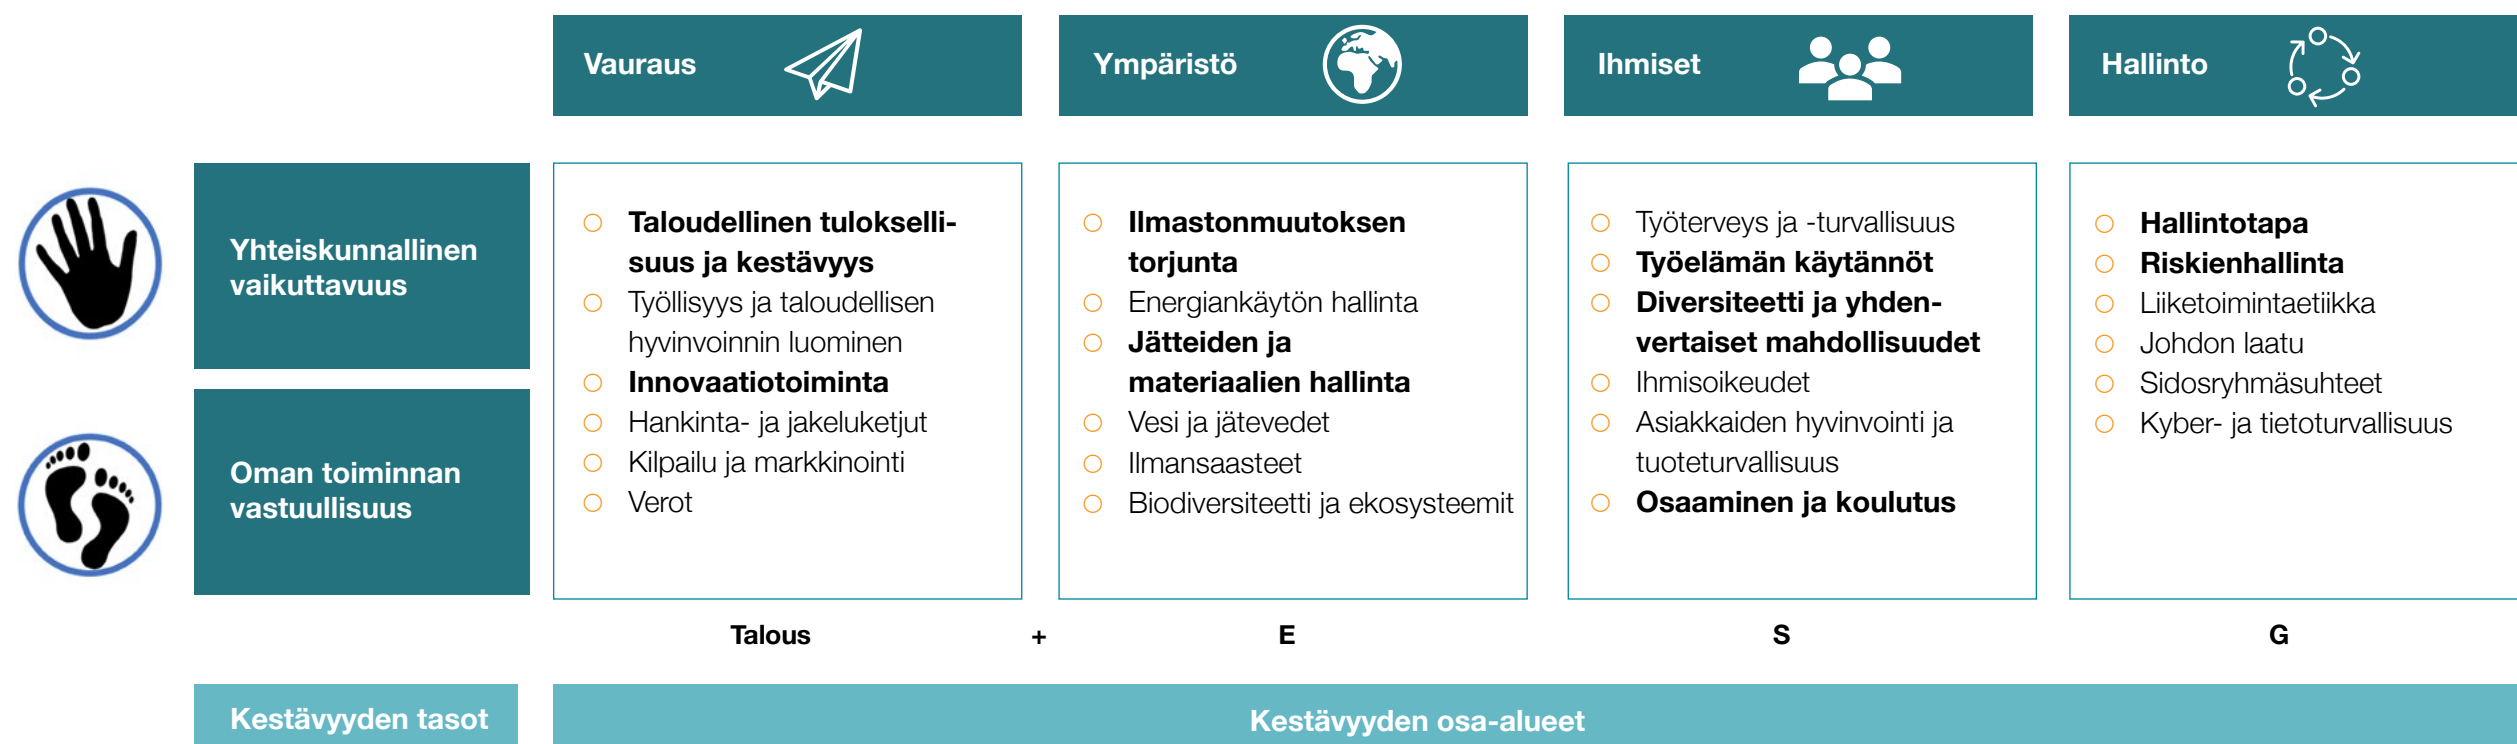 Vauraus
Ympäristö
Ihmiset
Hallinto
Yhteiskunnallinen
vaikuttavuus
Oman toiminnan
vastuullisuus
Taloudellinen tulokselli-
suus ja kestävyys
Työllisyys ja taloudellisen
hyvinvoinnin luominen
Innovaatiotoiminta
Hankinta- ja jakeluketjut
Kilpailu ja markkinointi
Verot
Ilmastonmuutoksen
torjunta
Energiankäytön hallinta
Jätteiden ja
materiaalien hallinta
Vesi ja jätevedet
Ilmansaasteet
Biodiversiteetti ja ekosysteemit
Työterveys ja -turvallisuus
Työelämän käytännöt
Diversiteetti ja yhden-
vertaiset mahdollisuudet
Ihmisoikeudet
Asiakkaiden hyvinvointi ja
tuoteturvallisuus
Osaaminen ja koulutus
Hallintotapa
Riskienhallinta
Liiketoimintaetiikka
Johdon laatu
Sidosryhmäsuhteet
Kyber- ja tietoturvallisuus
Talous + E S G
Kestävyyden tasot
Kestävyyden osa-alueet